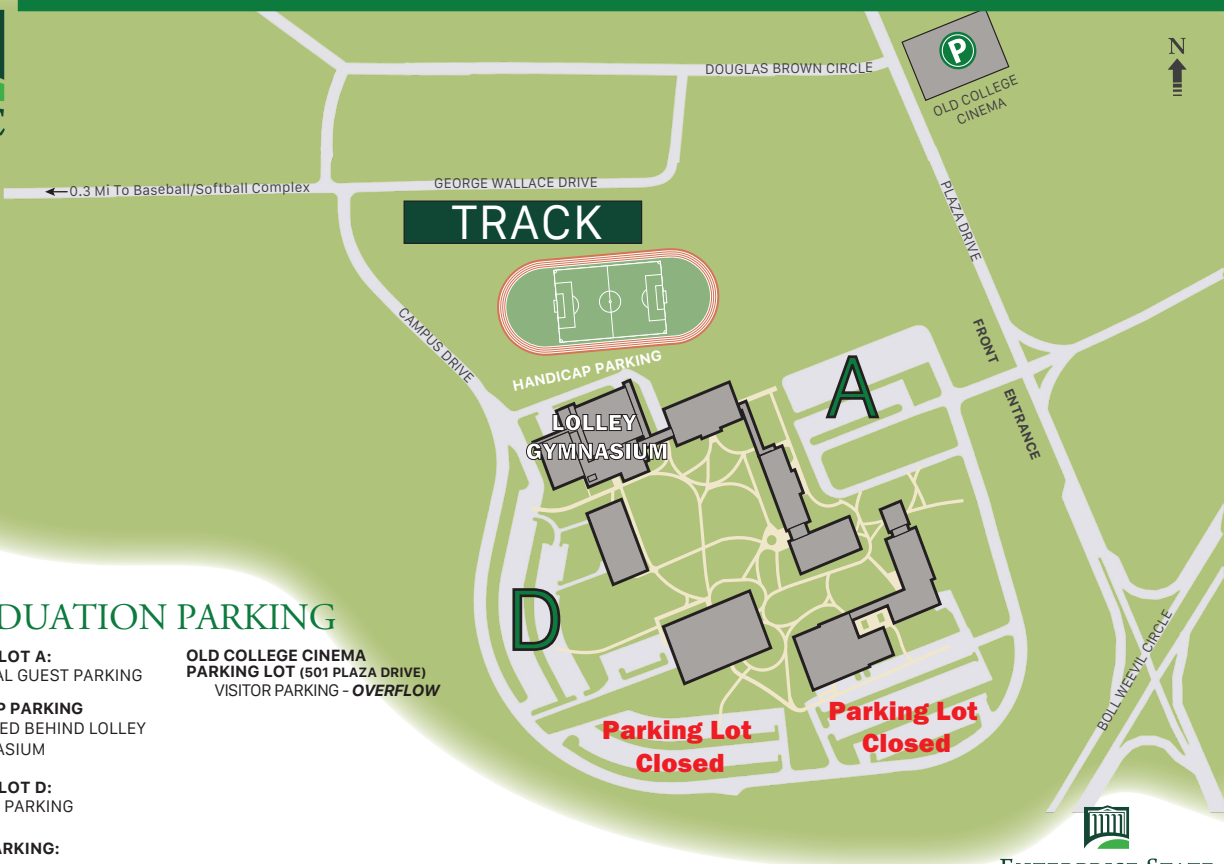 DOUGLAS BROWN CIRCLE
P
OLD COLLEGE
CINEMA
N
0.3 Mi To Baseball/Softball Complex
GEORGE WALLACE DRIVE
PLAZA DRIVE
TRACK
CAMPUS DRIVE
HANDICAP PARKING
FRONT
ENTRANCE
A
LOLLEY
GYMNASIUM
D
DUATION PARKING
LOT A:
AL GUEST PARKING
P PARKING
ED BEHIND LOLLEY
ASIUM
LOT D:
PARKING
ARKING:
OLD COLLEGE CINEMA
PARKING LOT (501 PLAZA DRIVE)
VISITOR PARKING - OVERFLOW
Parking Lot
Closed
Parking Lot
Closed
BOLL WEEVIL CIRCLE